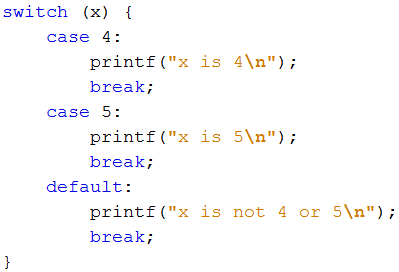 switch (x) {
    case 4:
        printf("x is 4\n");
        break;
    case 5:
        printf("x is 5\n");
        break;
    default:
        printf("x is not 4 or 5\n");
        break;
}